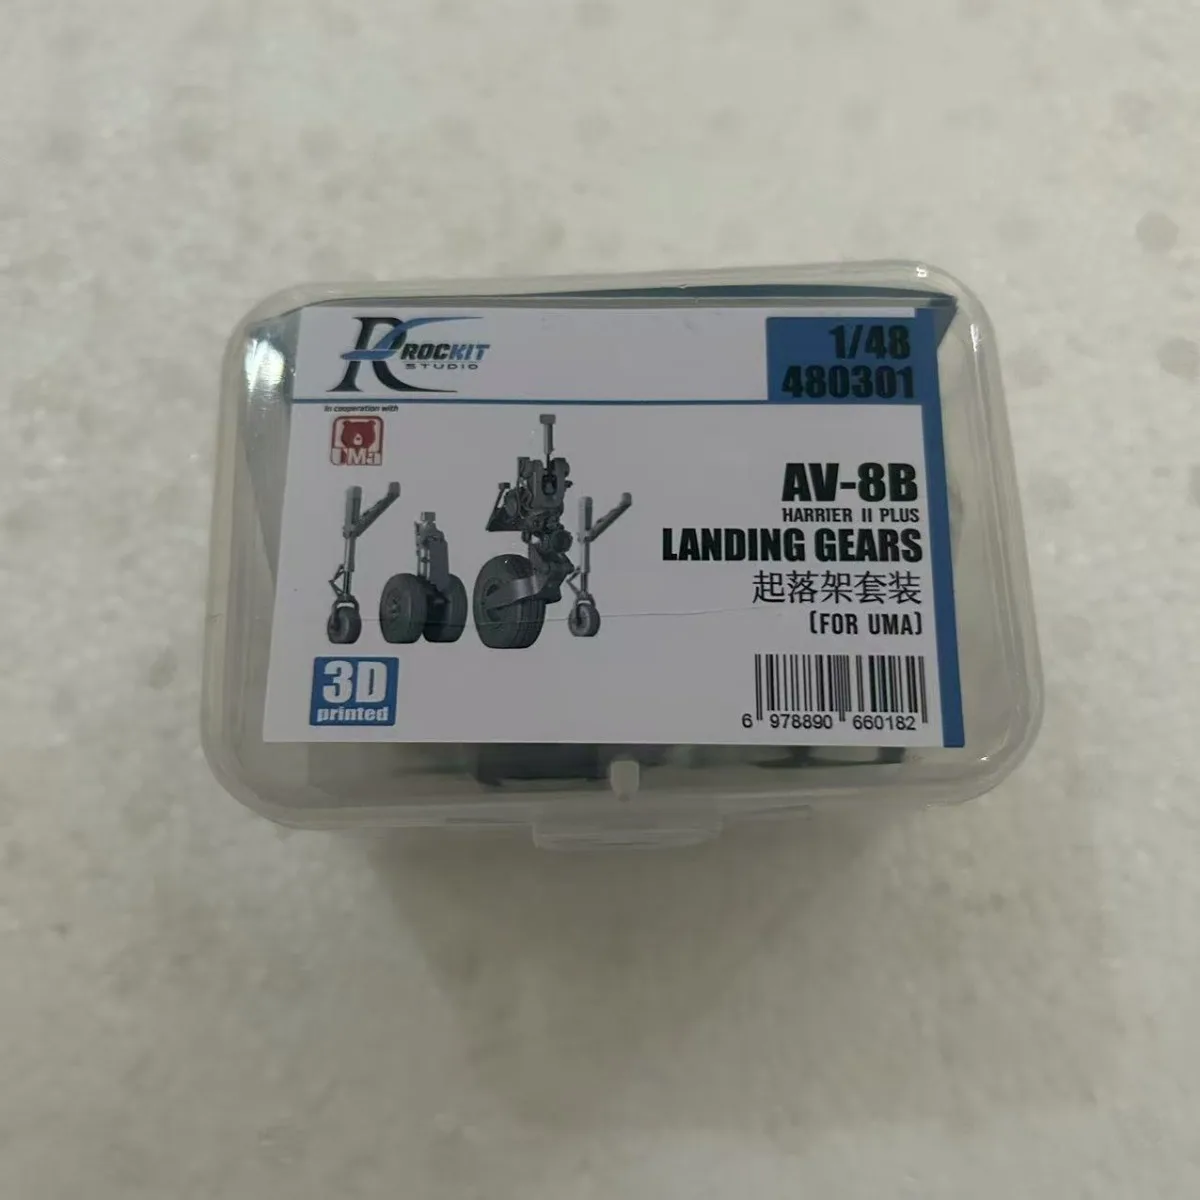 ROCKIT
STUDIO
1/48
480301
In cooperation with
UMa
AV-8B
HARRIER II PLUS
LANDING GEARS
起落架套装
(FOR UMA)
3D
printed
6 978890 660182